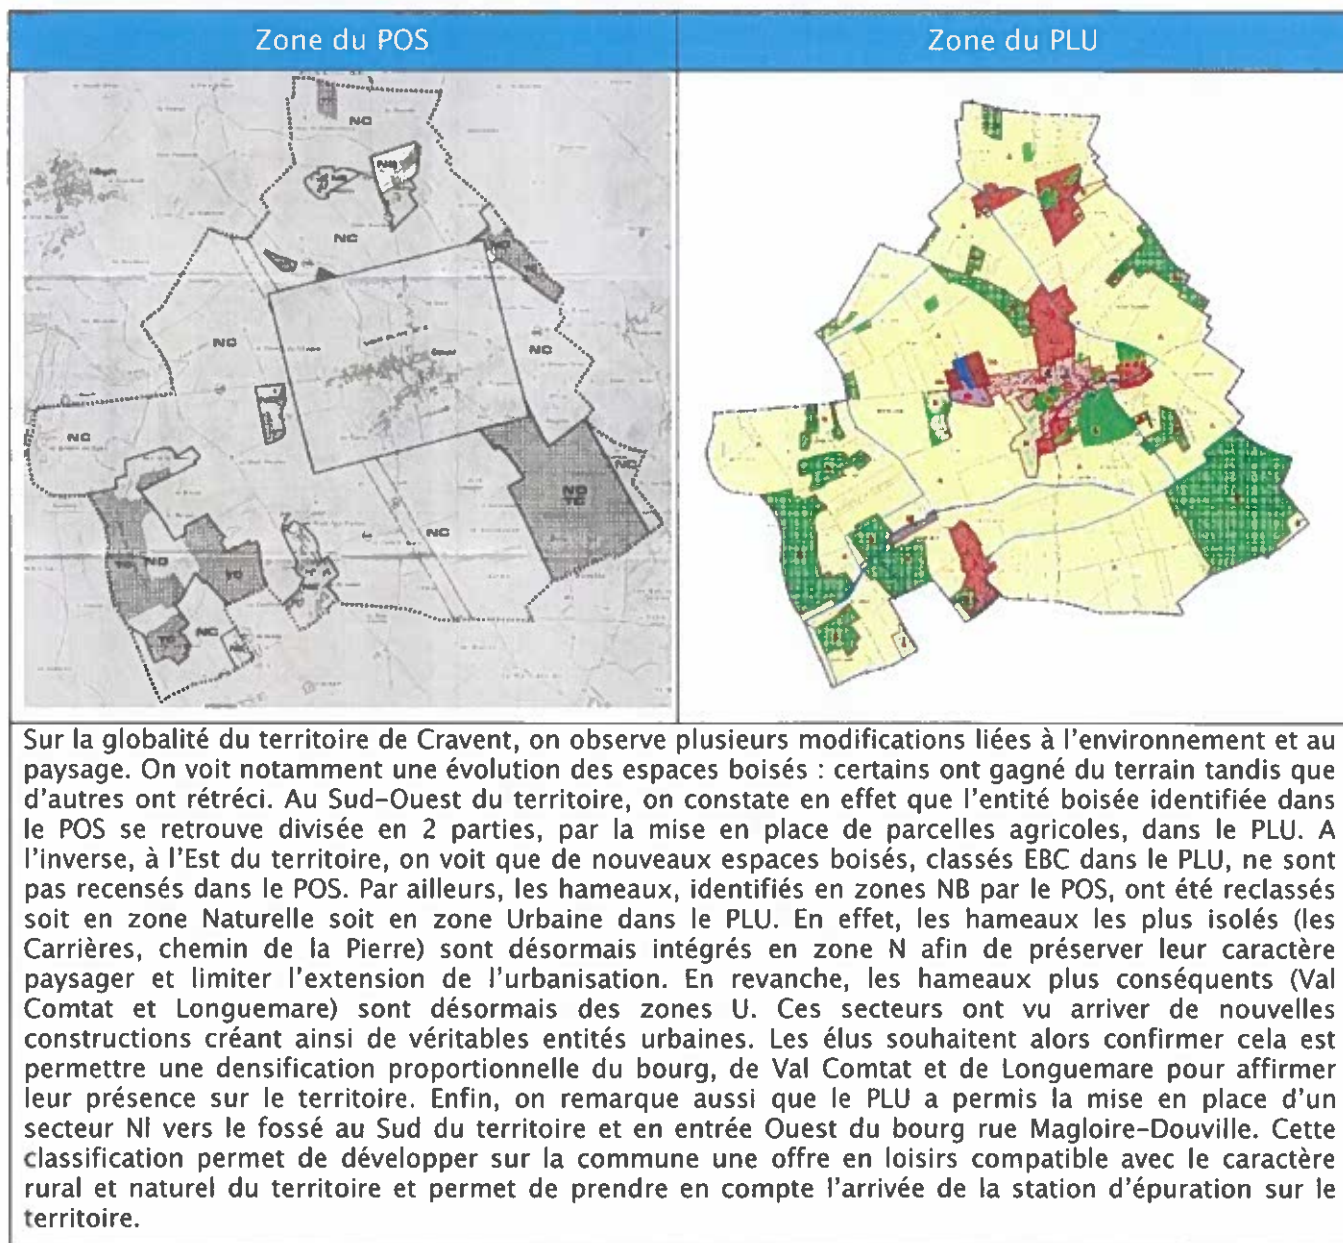 Zone du POS
Zone du PLU
NC
NB
NC
ND
NC
NC
NC
ND
TC
NC
NC
TC
ND
TC
TC
NC
Sur la globalité du territoire de Cravent, on observe plusieurs modifications liées à l'environnement et au
paysage. On voit notamment une évolution des espaces boisés : certains ont gagné du terrain tandis que
d'autres ont rétréci. Au Sud-Ouest du territoire, on constate en effet que l'entité boisée identifiée dans
le POS se retrouve divisée en 2 parties, par la mise en place de parcelles agricoles, dans le PLU. A
l'inverse, à l'Est du territoire, on voit que de nouveaux espaces boisés, classés EBC dans le PLU, ne sont
pas recensés dans le POS. Par ailleurs, les hameaux, identifiés en zones NB par le POS, ont été reclassés
soit en zone Naturelle soit en zone Urbaine dans le PLU. En effet, les hameaux les plus isolés (les
Carrières, chemin de la Pierre) sont désormais intégrés en zone N afin de préserver leur caractère
paysager et limiter l'extension de l'urbanisation. En revanche, les hameaux plus conséquents (Val
Comtat et Longuemare) sont désormais des zones U. Ces secteurs ont vu arriver de nouvelles
constructions créant ainsi de véritables entités urbaines. Les élus souhaitent alors confirmer cela est
permettre une densification proportionnelle du bourg, de Val Comtat et de Longuemare pour affirmer
leur présence sur le territoire. Enfin, on remarque aussi que le PLU a permis la mise en place d'un
secteur Nl vers le fossé au Sud du territoire et en entrée Ouest du bourg rue Magloire-Douville. Cette
classification permet de développer sur la commune une offre en loisirs compatible avec le caractère
rural et naturel du territoire et permet de prendre en compte l'arrivée de la station d'épuration sur le
territoire.